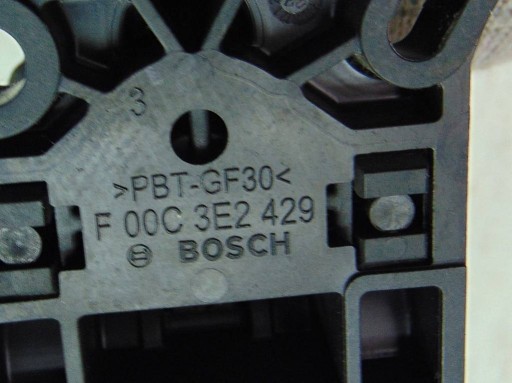 3
>PBT-GF30<
F 00C 3E2 429
BOSCH